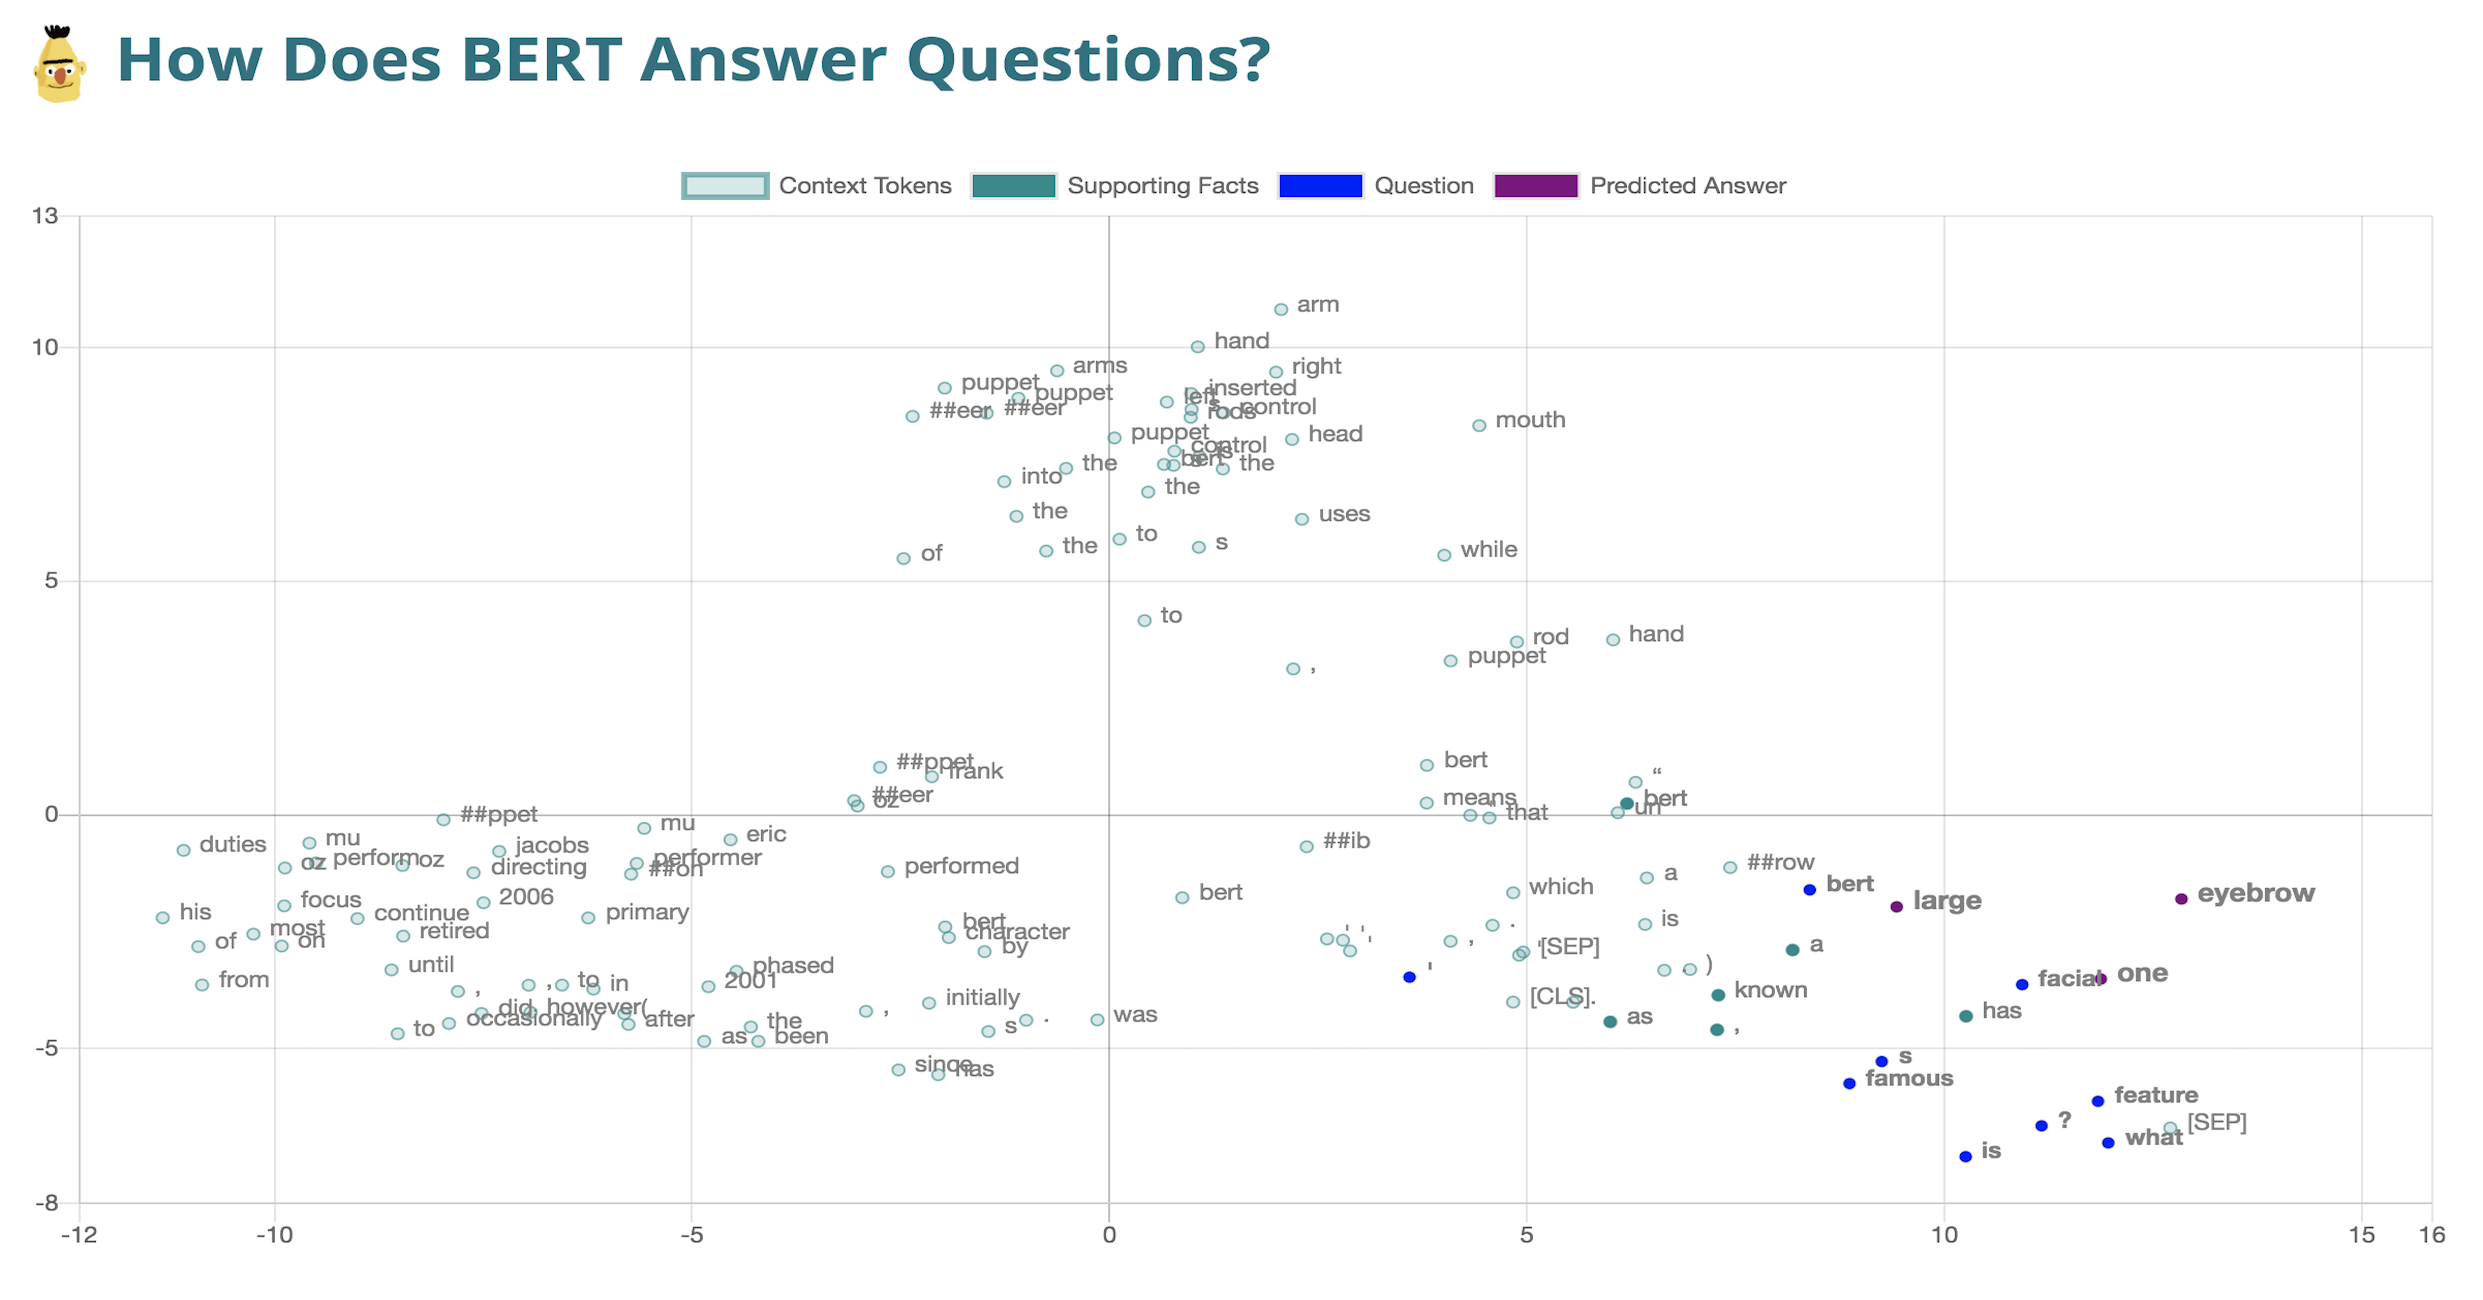 How Does BERT Answer Questions?
Context Tokens Supporting Facts Question Predicted Answer
13
arm
10
hand
arms right
puppet puppet inserted
left s control
##eer ##eer rods
mouth
puppet head
control is
the bert s the
into
the
the uses
to
of the s while
5
to
rod hand
puppet
,
##ppet frank bert “
##eer oz means " that bert un
0
##ppet mu eric
duties mu jacobs ##ib
oz perform oz directing ##on performer performed ##row
focus 2006 bert which a bert large eyebrow
his continue primary
of most on retired bert character by ' ' ' , . is
until phased '[SEP] . ) a
from , , to in 2001 ' known facial one
to occasionally did however( after , initially [CLS]. as has
as the been s . was ,
-5
since has s
famous
feature
? [SEP]
what
is
-8
-12 -10 -5 0 5 10 15 16